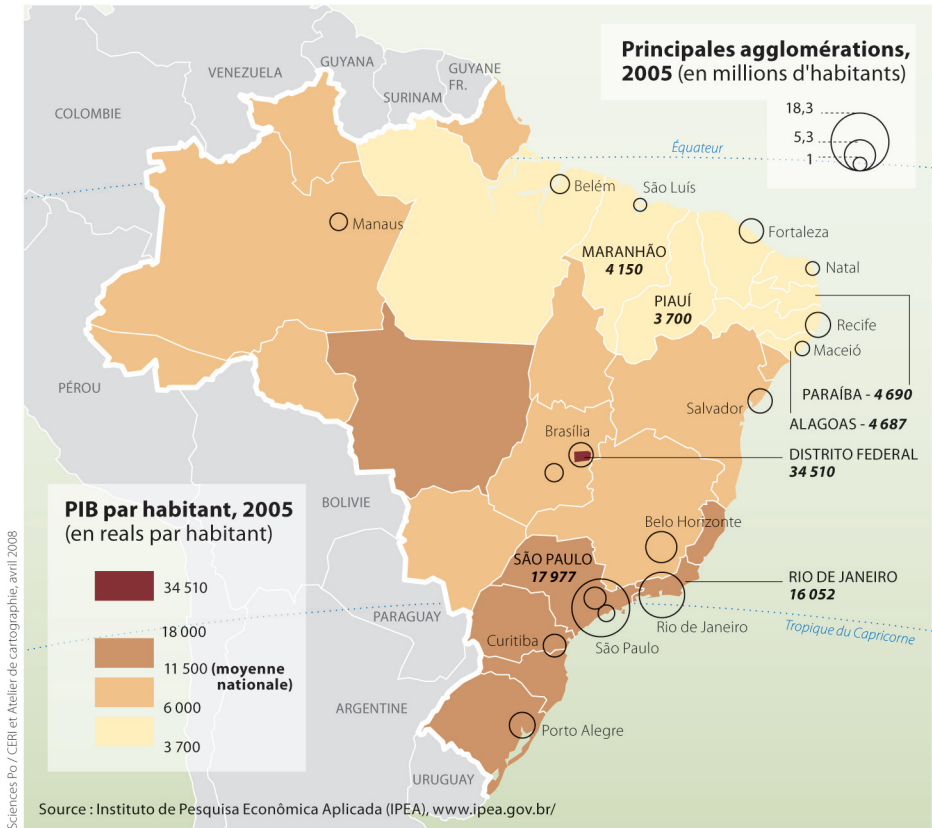 Principales agglomérations,
2005 (en millions d'habitants)
18,3
5,3
1
COLOMBIE
VENEZUELA
GUYANA
SURINAM
GUYANE
FR.
Équateur
Belém
São Luís
Manaus
Fortaleza
MARANHÃO
4 150
Natal
PIAUÍ
3 700
Recife
Maceió
PÉROU
PARAÍBA - 4 690
Salvador
ALAGOAS - 4 687
Brasília
DISTRITO FEDERAL
34 510
BOLIVIE
Belo Horizonte
SÃO PAULO
17 977
RIO DE JANEIRO
16 052
PARAGUAY
Rio de Janeiro
Tropique du Capricorne
Curitiba
São Paulo
ARGENTINE
Porto Alegre
URUGUAY
PIB par habitant, 2005
(en reals par habitant)
34 510
18 000
11 500 (moyenne
nationale)
6 000
3 700
Source : Instituto de Pesquisa Econômica Aplicada (IPEA), www.ipea.gov.br/
Sciences Po / CERI et Atelier de cartographie, avril 2008